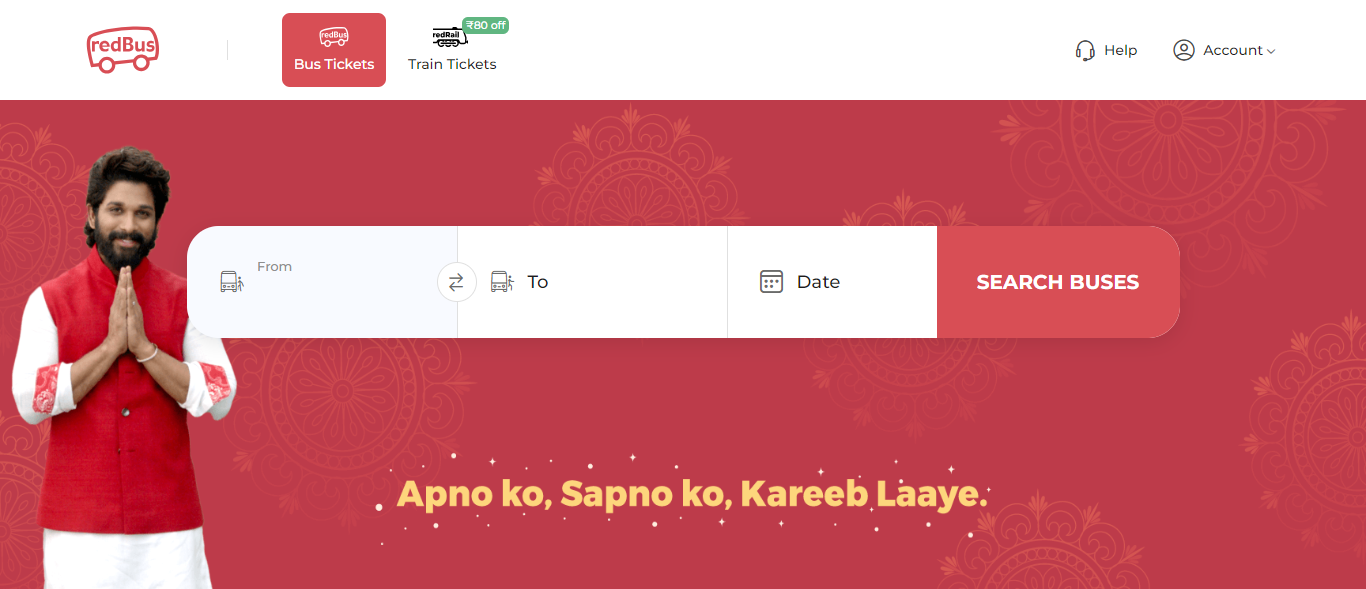 redBus
redBus
Bus Tickets
redRail
₹80 off
Train Tickets
Help
Account
From
To
Date
SEARCH BUSES
Apno ko, Sapno ko, Kareeb Laaye.